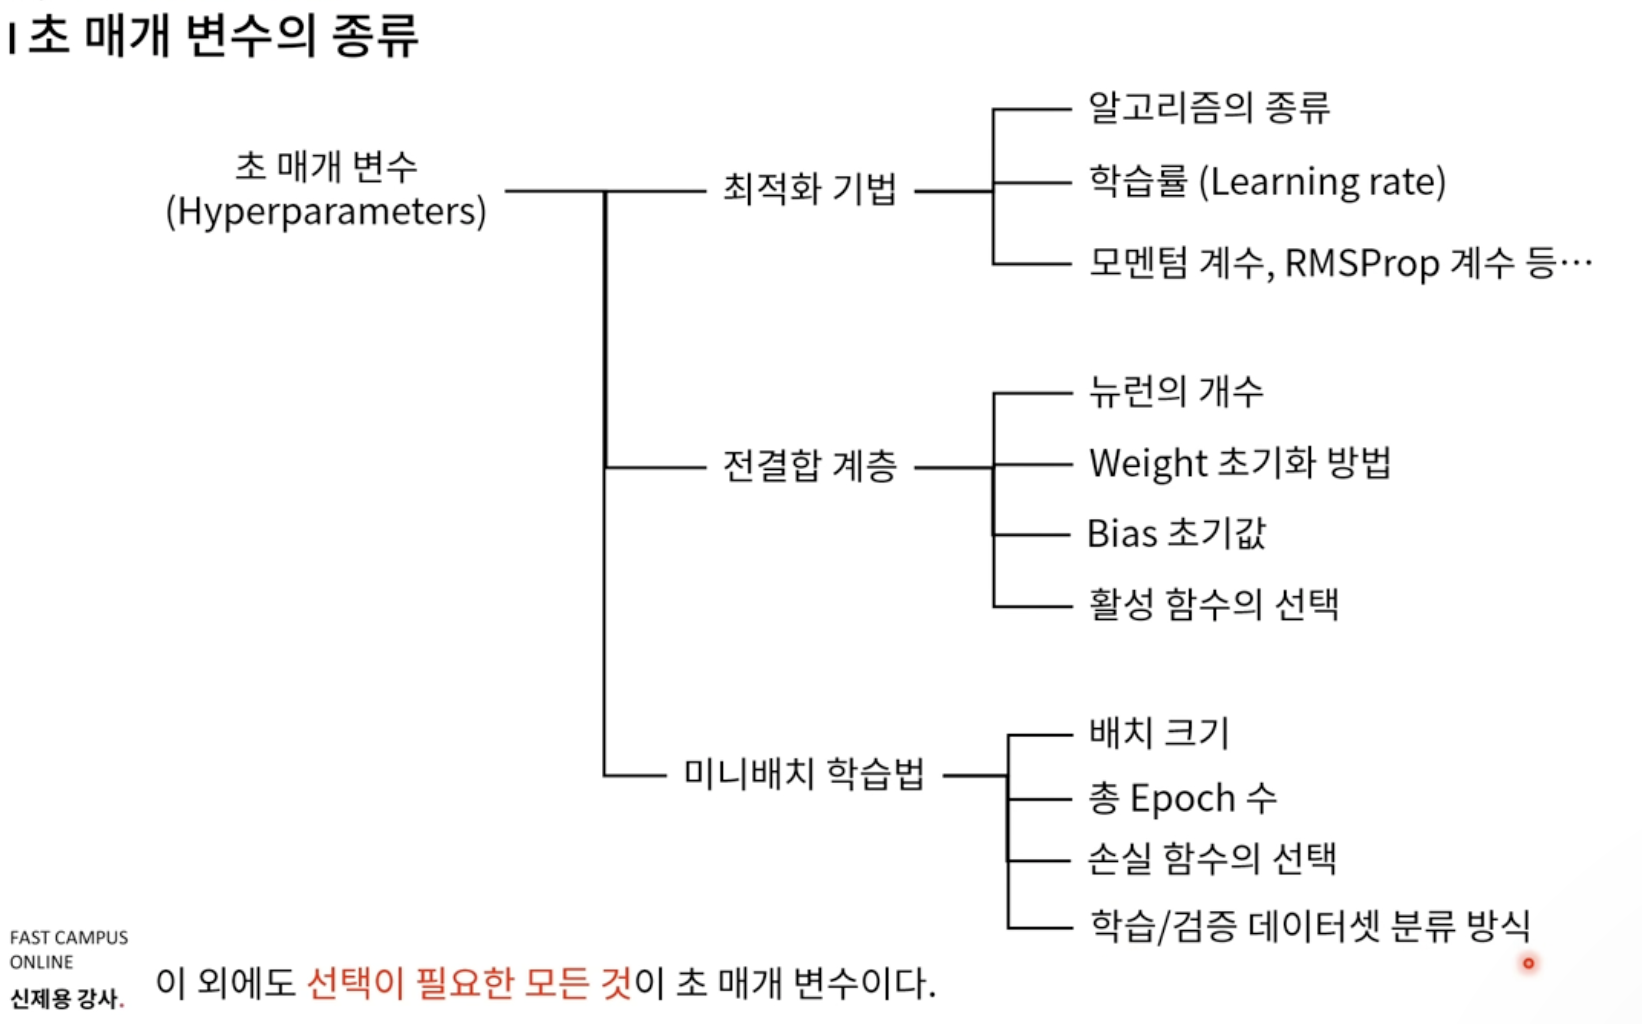 초 매개 변수의 종류
초 매개 변수
(Hyperparameters)
최적화 기법
알고리즘의 종류
학습률 (Learning rate)
모멘텀 계수, RMSProp 계수 등…
전결합 계층
뉴런의 개수
Weight 초기화 방법
Bias 초기값
활성 함수의 선택
미니배치 학습법
배치 크기
총 Epoch 수
손실 함수의 선택
학습/검증 데이터셋 분류 방식
FAST CAMPUS
ONLINE
신제용 강사.
이 외에도 선택이 필요한 모든 것이 초 매개 변수이다.